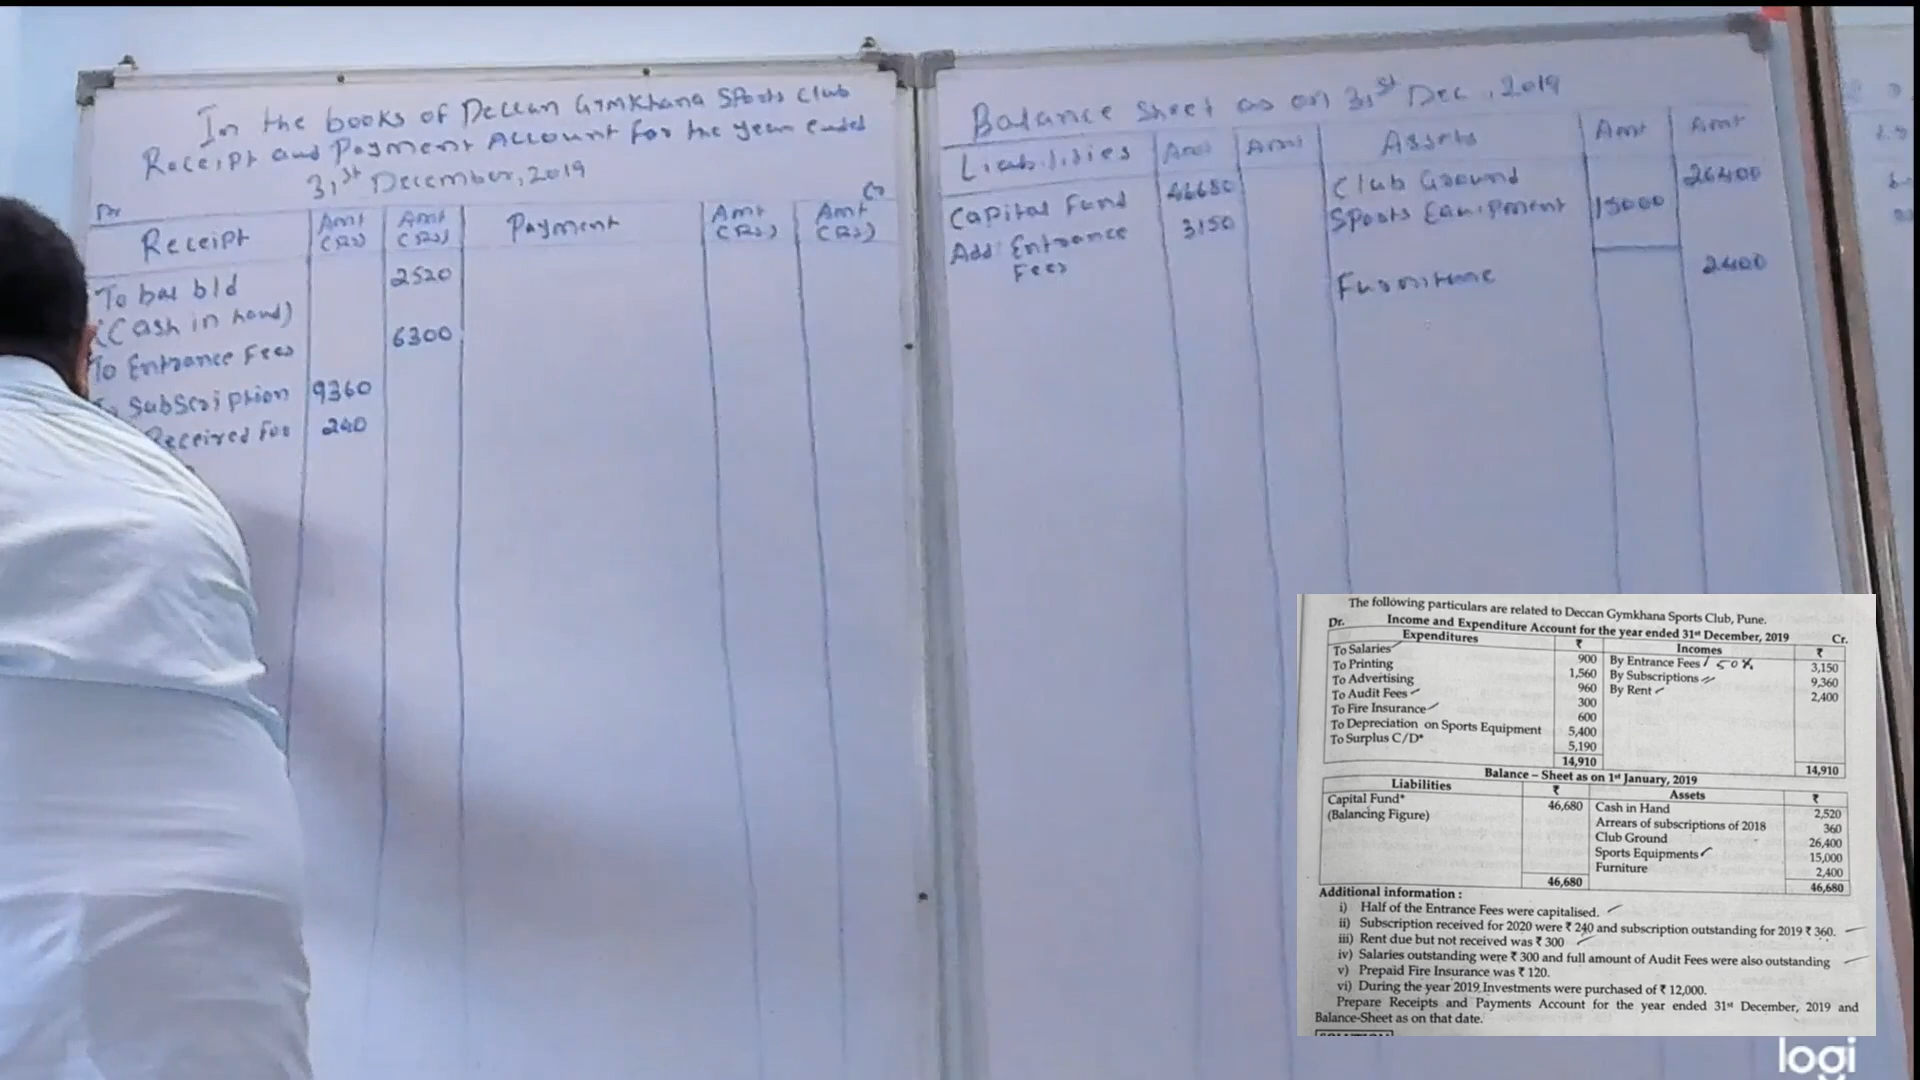 In the books of Deccan Gymkhana Sports Club
Receipt and Payment Account for the year ended
31st December, 2019
Dr Cr
Receipt Amt (Rs) Amt (Rs) Payment Amt (Rs) Amt (Rs)
To bal b/d 2520
(Cash in hand)
To Entrance Fees 6300
Subscription 9360
Received for 240
Balance Sheet as on 31st Dec, 2019
Liabilities Amt Amt Assets Amt Amt
Capital Fund 46680 Club Ground 26400
Add Entrance 3150 Sports Equipment 15000
Fees Furniture 2400
The following particulars are related to Deccan Gymkhana Sports Club, Pune.
Dr. Income and Expenditure Account for the year ended 31st December, 2019 Cr.
Expenditures ₹ Incomes ₹
To Salaries 900 By Entrance Fees / 50% 3,150
To Printing 1,560 By Subscriptions 9,360
To Advertising 960 By Rent 2,400
To Audit Fees 300
To Fire Insurance 600
To Depreciation on Sports Equipment 5,400
To Surplus C/D* 5,190
14,910 14,910
Balance – Sheet as on 1st January, 2019
Liabilities ₹ Assets ₹
Capital Fund* 46,680 Cash in Hand 2,520
(Balancing Figure) Arrears of subscriptions of 2018 360
Club Ground 26,400
Sports Equipments 15,000
Furniture 2,400
46,680 46,680
Additional information :
i) Half of the Entrance Fees were capitalised.
ii) Subscription received for 2020 were ₹ 240 and subscription outstanding for 2019 ₹ 360.
iii) Rent due but not received was ₹ 300
iv) Salaries outstanding were ₹ 300 and full amount of Audit Fees were also outstanding
v) Prepaid Fire Insurance was ₹ 120.
vi) During the year 2019 Investments were purchased of ₹ 12,000.
Prepare Receipts and Payments Account for the year ended 31st December, 2019 and
Balance-Sheet as on that date.
logi